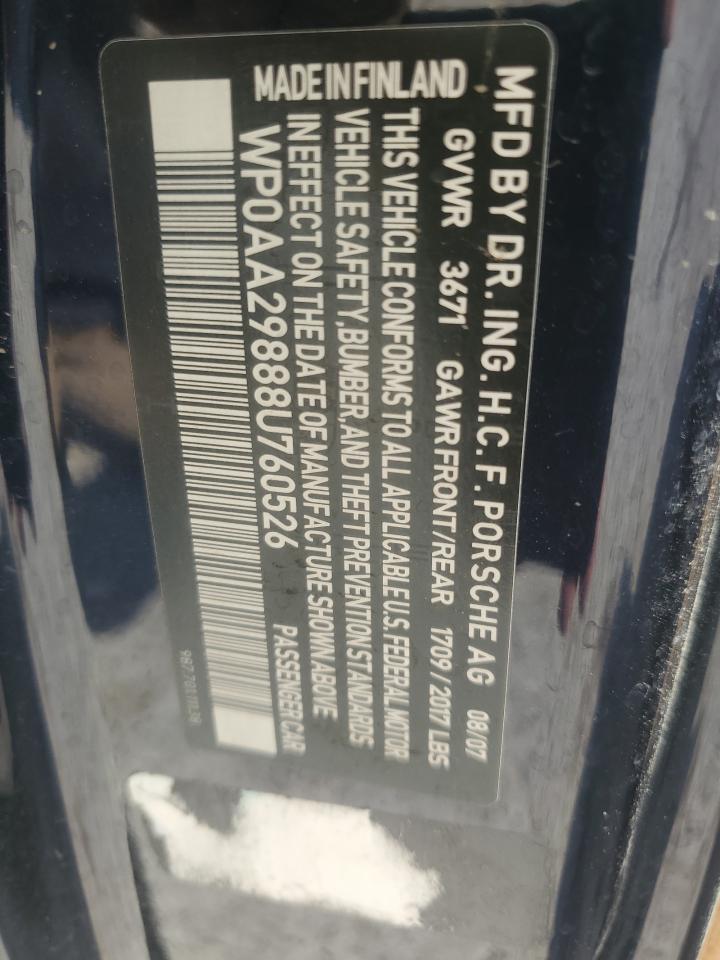 MFD BY DR. ING. H.C. F. PORSCHE AG 08/07
GVWR 3671 GAWR FRONT/REAR 1709/2017 LBS
THIS VEHICLE CONFORMS TO ALL APPLICABLE U.S. FEDERAL MOTOR
VEHICLE SAFETY, BUMBER, AND THEFT PREVENTION STANDARDS
IN EFFECT ON THE DATE OF MANUFACTURE SHOWN ABOVE
MADE IN FINLAND
WP0AA29888U760526 PASSENGER CAR